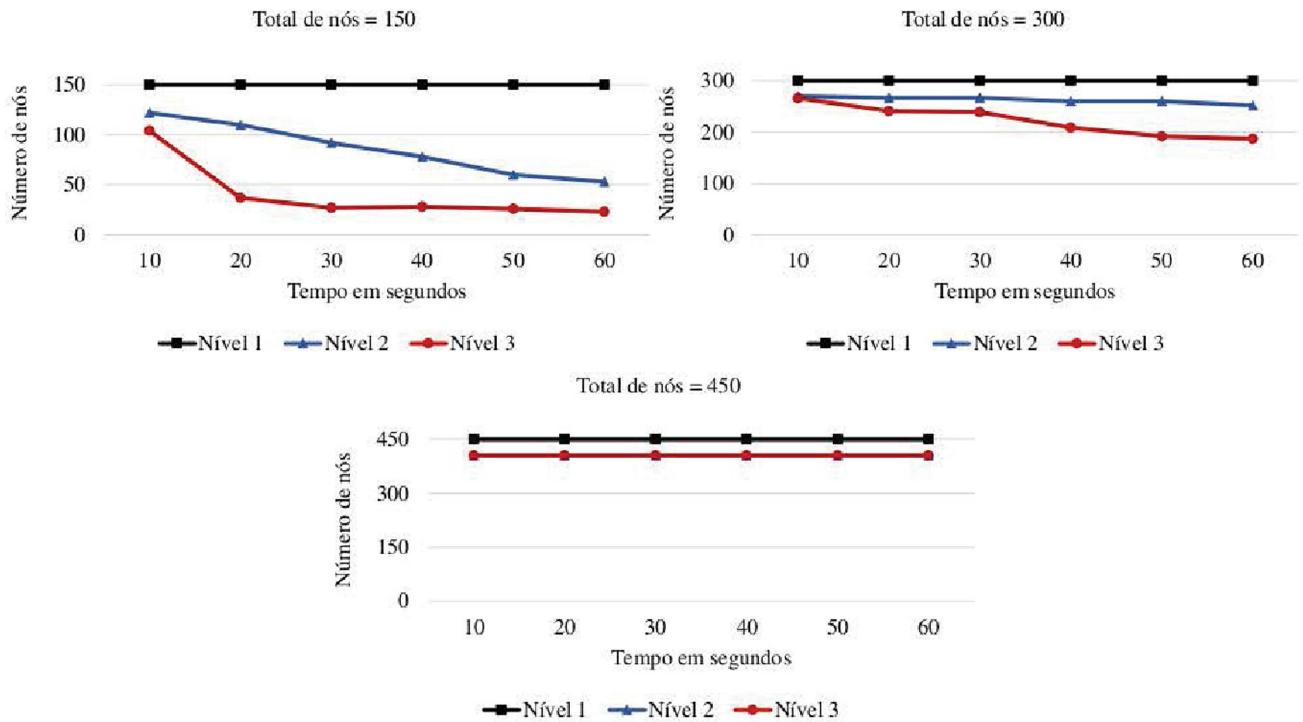 Total de nós = 150
Número de nós
150
100
50
0
10 20 30 40 50 60
Tempo em segundos
Nível 1 Nível 2 Nível 3
Total de nós = 300
Número de nós
300
200
100
0
10 20 30 40 50 60
Tempo em segundos
Nível 1 Nível 2 Nível 3
Total de nós = 450
Número de nós
450
300
150
0
10 20 30 40 50 60
Tempo em segundos
Nível 1 Nível 2 Nível 3